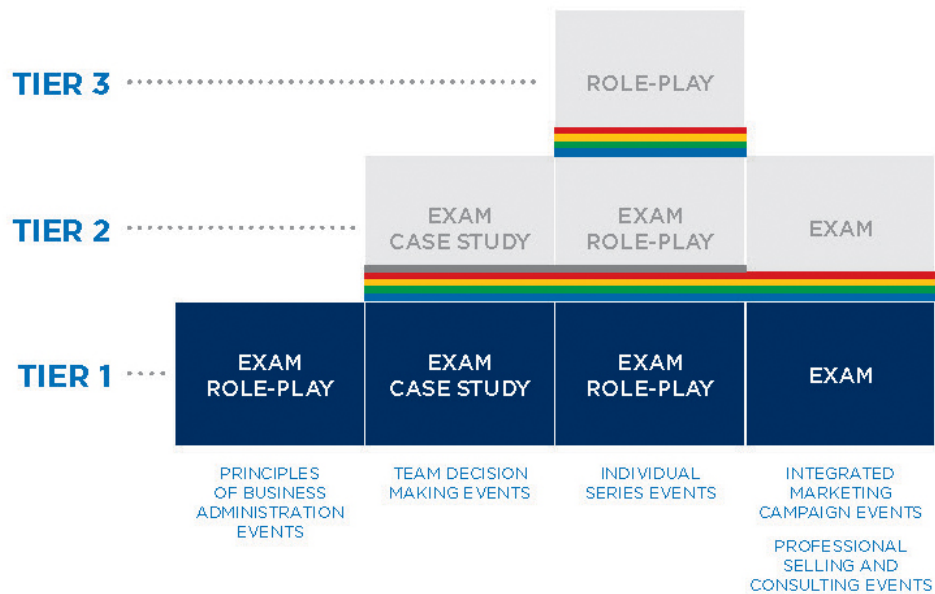 TIER 3
ROLE-PLAY
TIER 2
EXAM
CASE STUDY
EXAM
ROLE-PLAY
EXAM
TIER 1
EXAM
ROLE-PLAY
EXAM
CASE STUDY
EXAM
ROLE-PLAY
EXAM
PRINCIPLES
OF BUSINESS
ADMINISTRATION
EVENTS
TEAM DECISION
MAKING EVENTS
INDIVIDUAL
SERIES EVENTS
INTEGRATED
MARKETING
CAMPAIGN EVENTS
PROFESSIONAL
SELLING AND
CONSULTING EVENTS